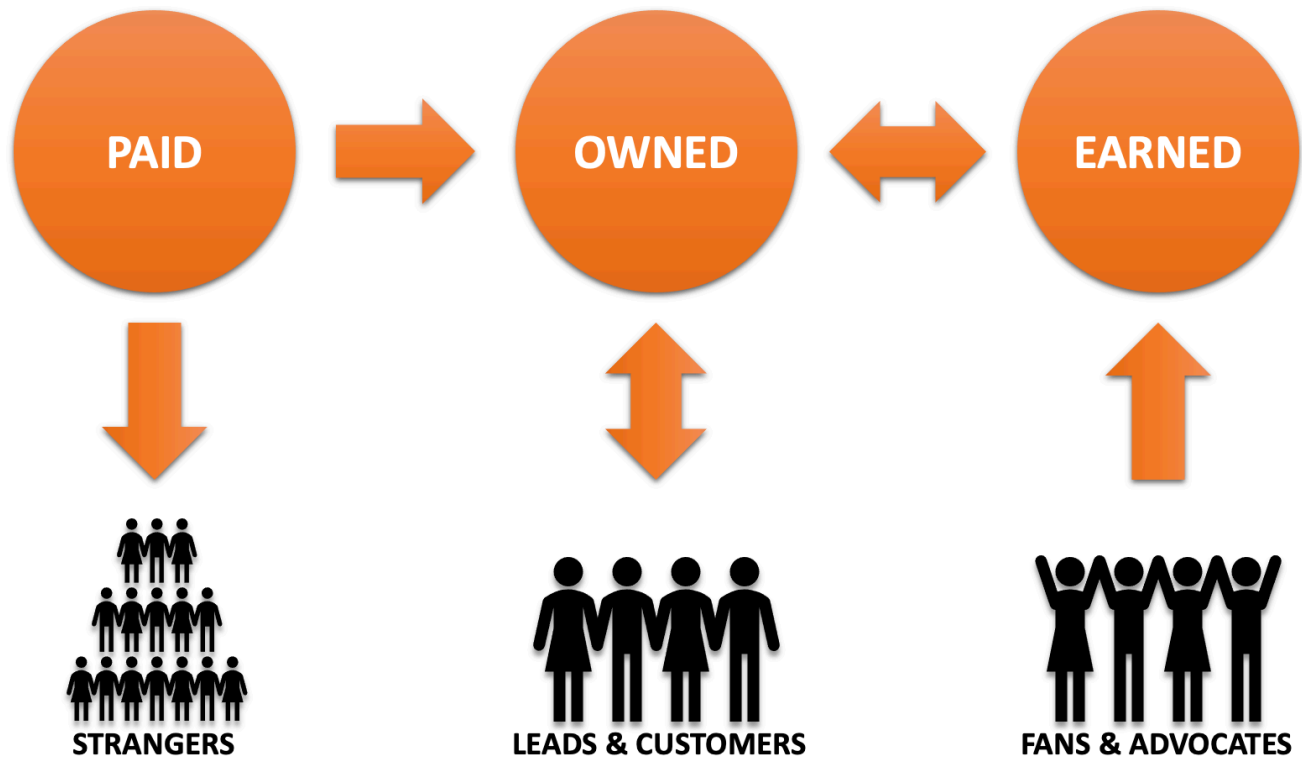 PAID
OWNED
EARNED
STRANGERS
LEADS & CUSTOMERS
FANS & ADVOCATES